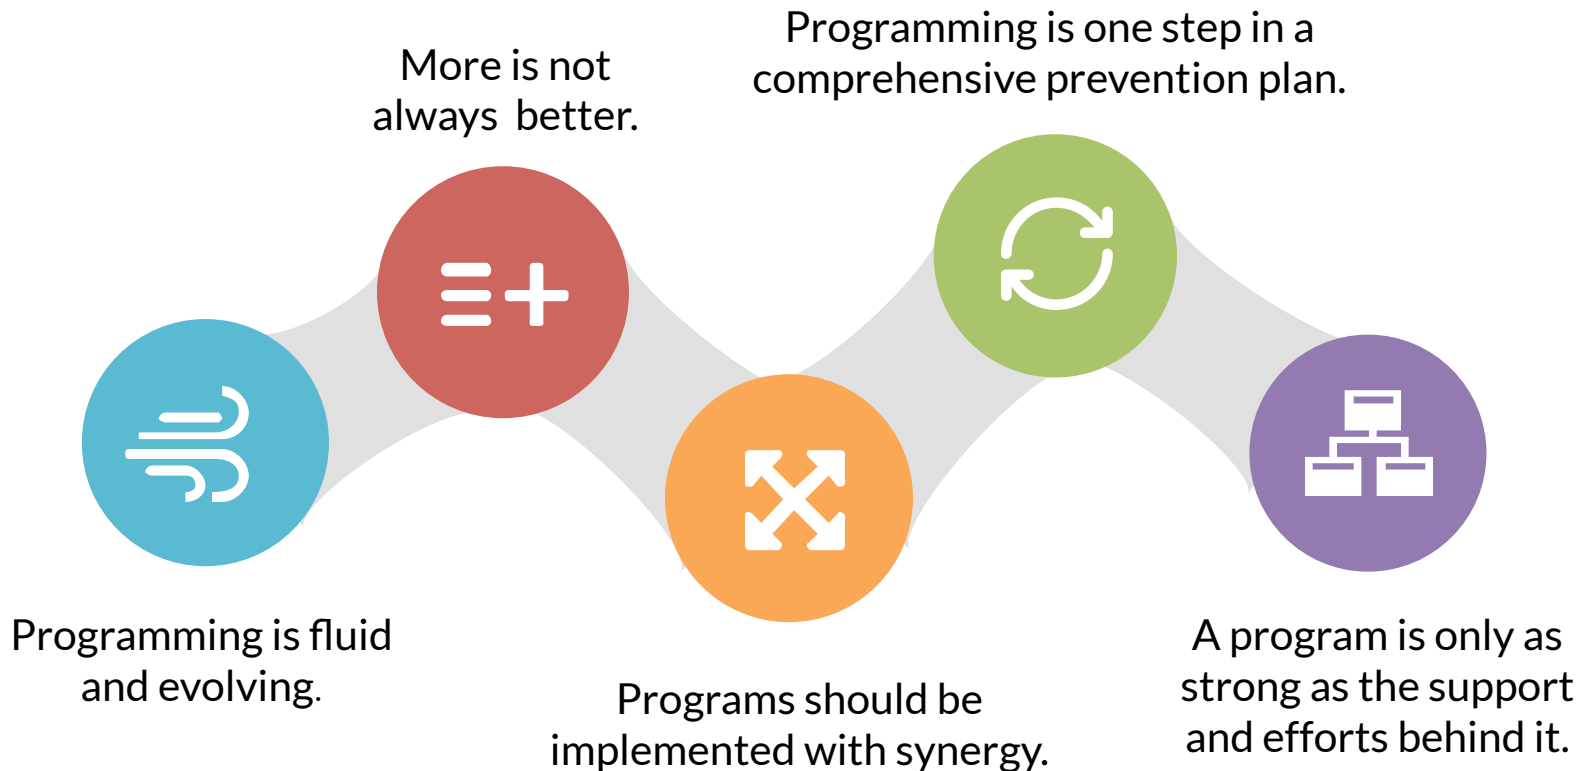 Programming is fluid
and evolving.
More is not
always  better.
Programs should be
implemented with synergy.
Programming is one step in a
comprehensive prevention plan.
A program is only as
strong as the support
and efforts behind it.